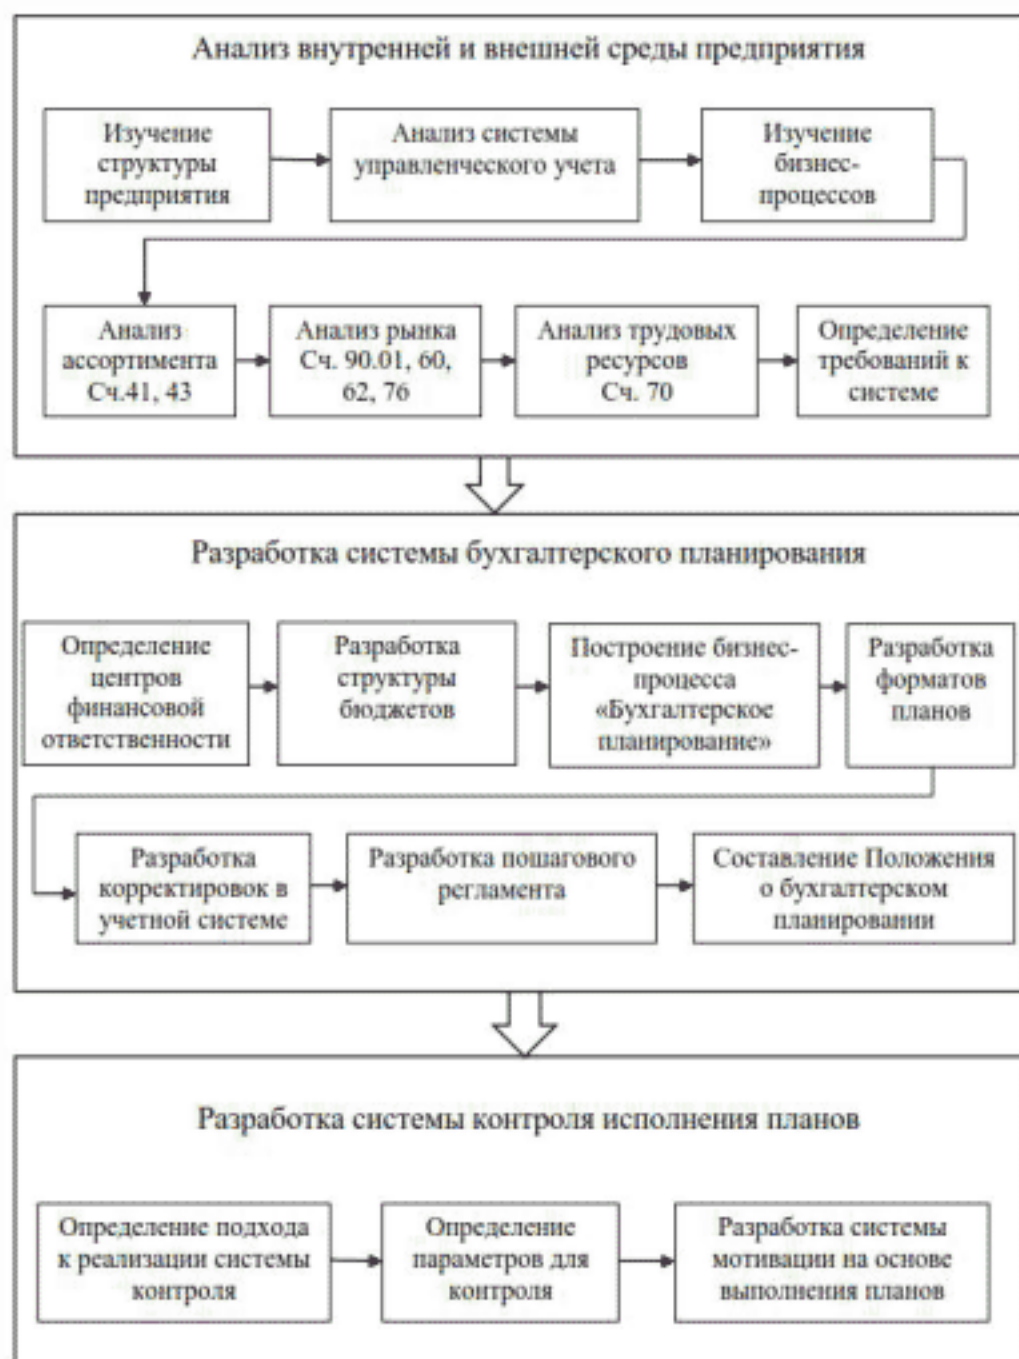 Анализ внутренней и внешней среды предприятия
Изучение
структуры
предприятия
Анализ системы
управленческого учета
Изучение
бизнес-
процессов
Анализ
ассортимента
Сч.41, 43
Анализ рынка
Сч. 90.01, 60,
62, 76
Анализ трудовых
ресурсов
Сч. 70
Определение
требований к
системе
Разработка системы бухгалтерского планирования
Определение
центров
финансовой
ответственности
Разработка
структуры
бюджетов
Построение бизнес-
процесса
«Бухгалтерское
планирование»
Разработка
форматов
планов
Разработка
корректировок в
учетной системе
Разработка пошагового
регламента
Составление Положения
о бухгалтерском
планировании
Разработка системы контроля исполнения планов
Определение подхода
к реализации системы
контроля
Определение
параметров для
контроля
Разработка системы
мотивации на основе
выполнения планов